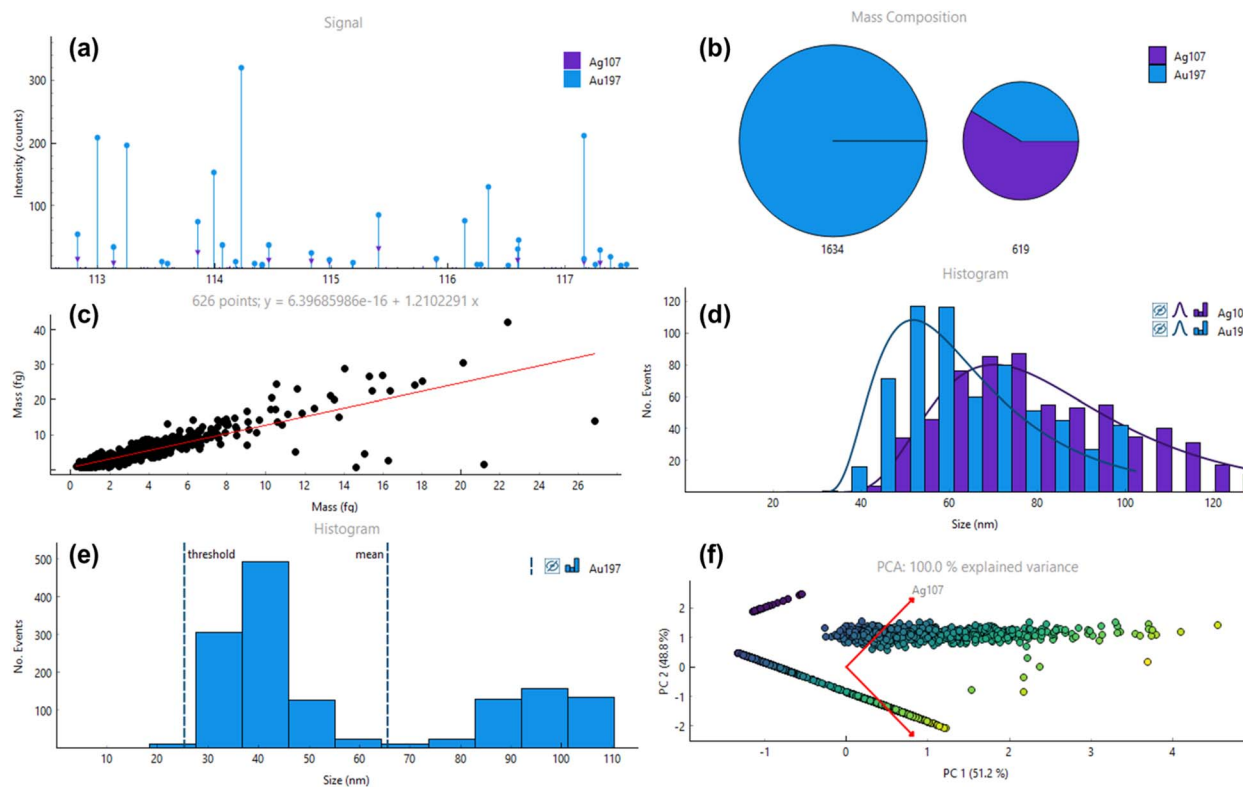 (a)
Signal
Ag107
Au197
Intensity (counts)
300
200
100
113
114
115
116
117
(b)
Mass Composition
Ag107
Au197
1634
619
(c)
626 points; y = 6.39685986e-16 + 1.2102291 x
Mass (fg)
40
30
20
10
0
2
4
6
8
10
12
14
16
18
20
22
24
26
Mass (fg)
(d)
Histogram
Ag10
Au19
No. Events
120
100
80
60
40
20
20
40
60
80
100
120
Size (nm)
(e)
Histogram
threshold
mean
Au197
No. Events
500
400
300
200
100
10
20
30
40
50
60
70
80
90
100
110
Size (nm)
(f)
PCA: 100.0 % explained variance
Ag107
PC 2 (48.8 %)
2
1
0
-1
-2
-1
0
1
2
3
4
PC 1 (51.2 %)